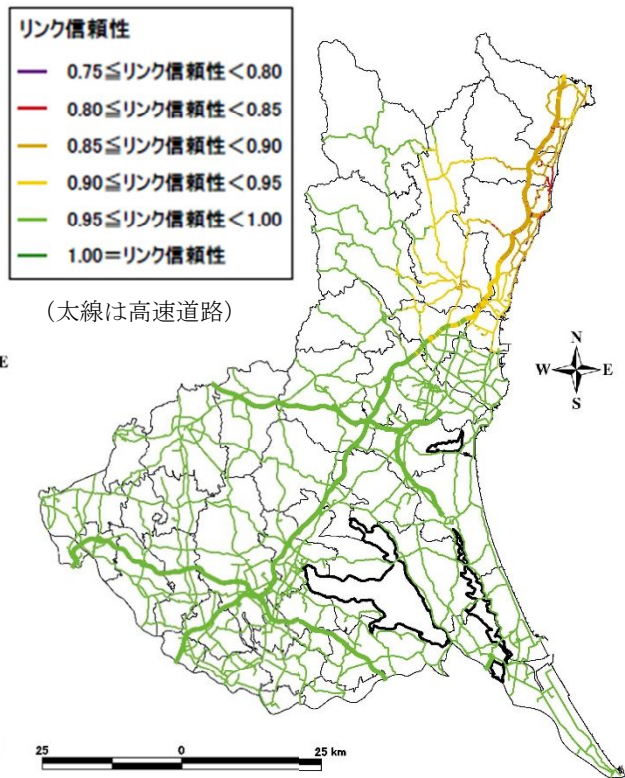 リンク信頼性
0.75≦リンク信頼性<0.80
0.80≦リンク信頼性<0.85
0.85≦リンク信頼性<0.90
0.90≦リンク信頼性<0.95
0.95≦リンク信頼性<1.00
1.00=リンク信頼性
(太線は高速道路)
E
N
W E
S
25 0 25 km